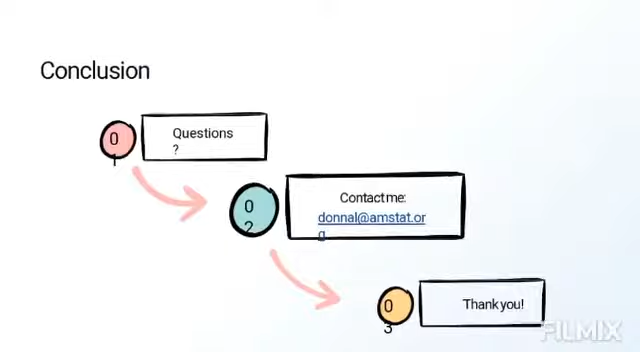 Conclusion
0
1
Questions
?
0
2
Contact me:
donnal@amstat.or
g
0
3
Thank you!
FILMIX